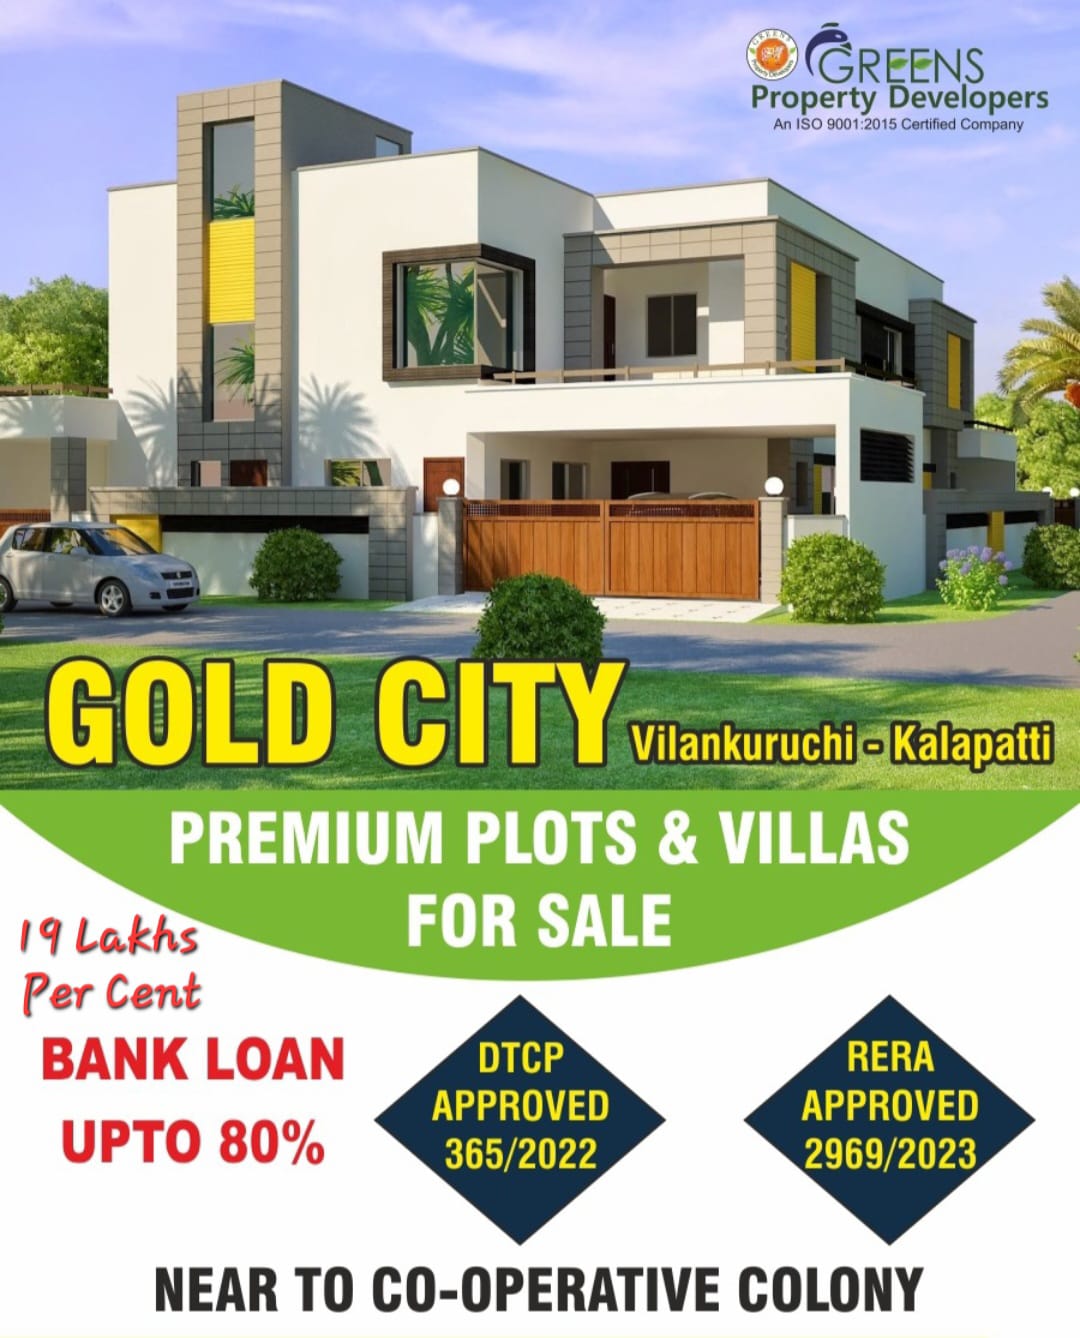 GREENS
Property Developers
An ISO 9001:2015 Certified Company
GOLD CITY Vilankuruchi - Kalapatti
PREMIUM PLOTS & VILLAS
FOR SALE
19 Lakhs
Per Cent
BANK LOAN
UPTO 80%
DTCP
APPROVED
365/2022
RERA
APPROVED
2969/2023
NEAR TO CO-OPERATIVE COLONY